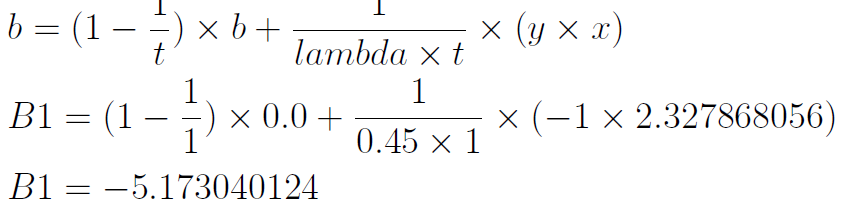 b = (1 − 1/t) × b + 1/(lambda × t) × (y × x)
B1 = (1 − 1/1) × 0.0 + 1/(0.45 × 1) × (−1 × 2.327868056)
B1 = −5.173040124